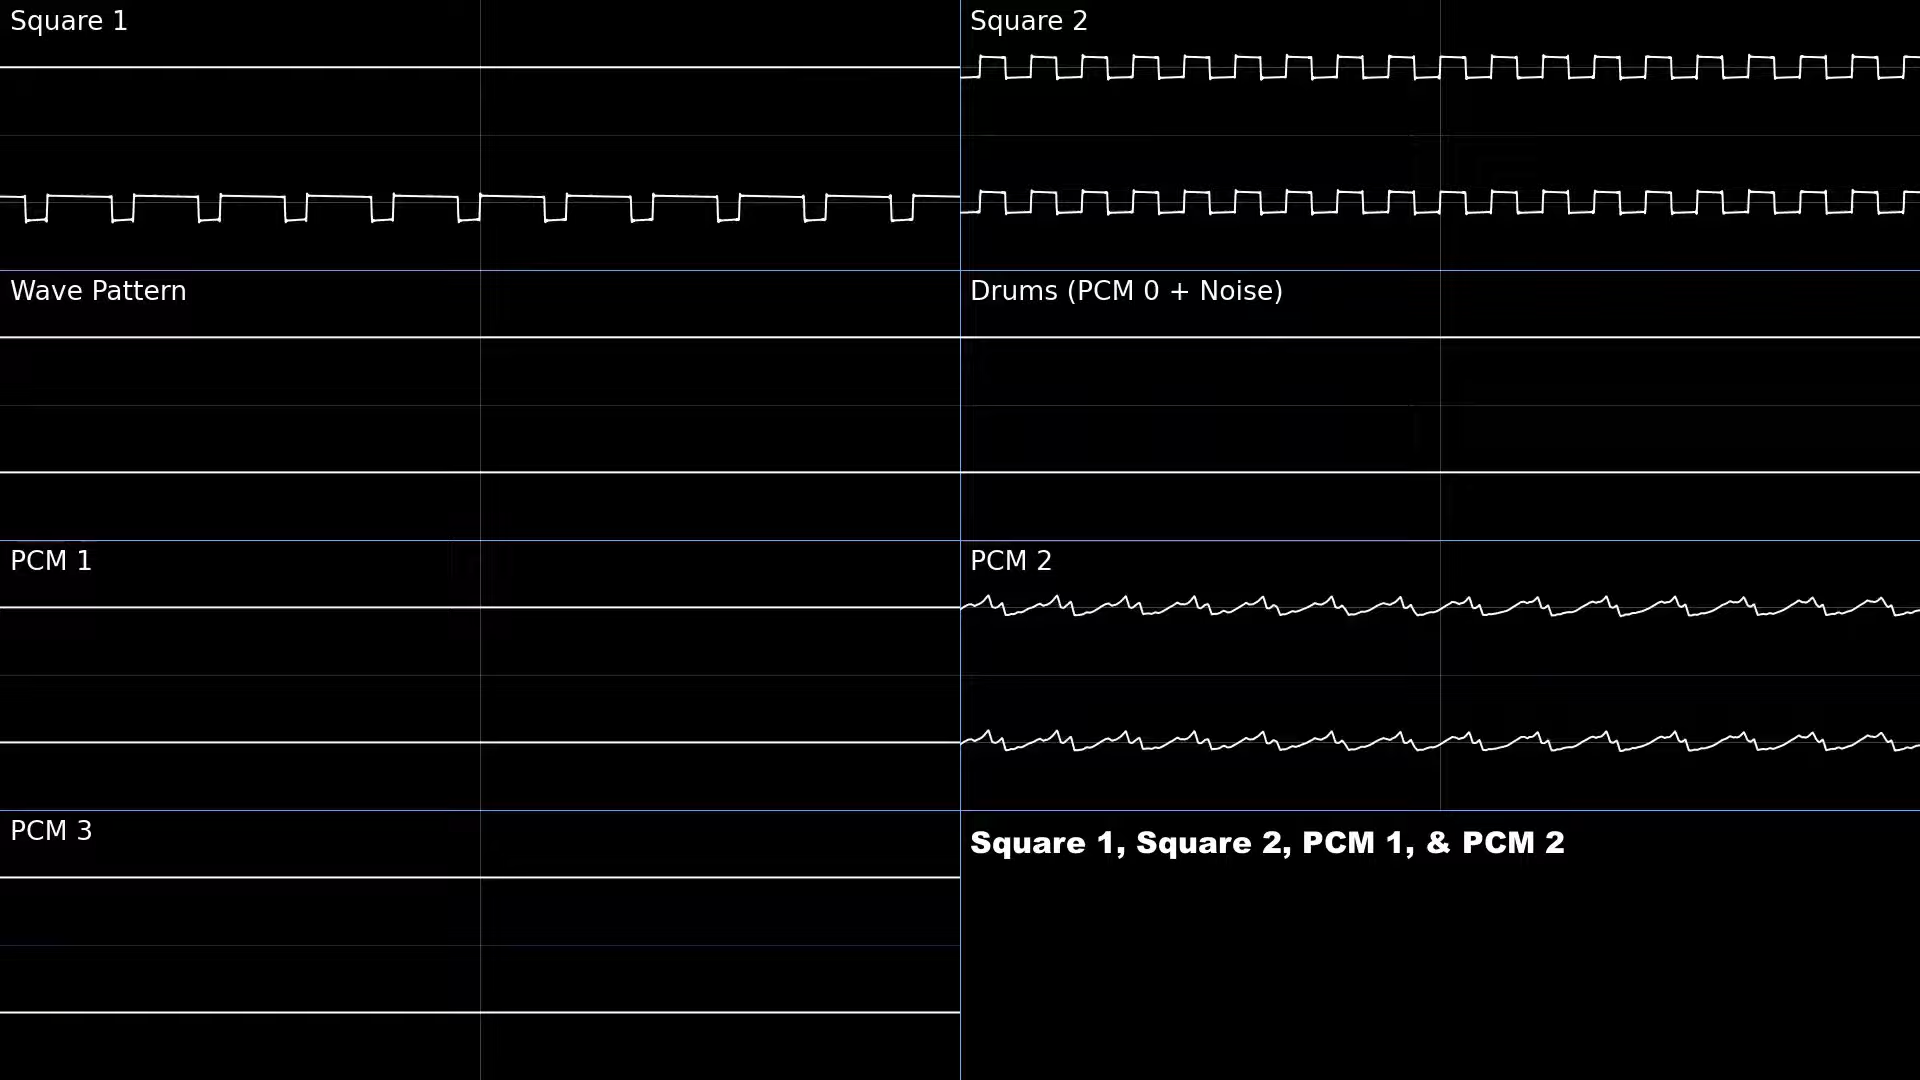 Square 1
Square 2
Wave Pattern
Drums (PCM 0 + Noise)
PCM 1
PCM 2
PCM 3
Square 1, Square 2, PCM 1, & PCM 2